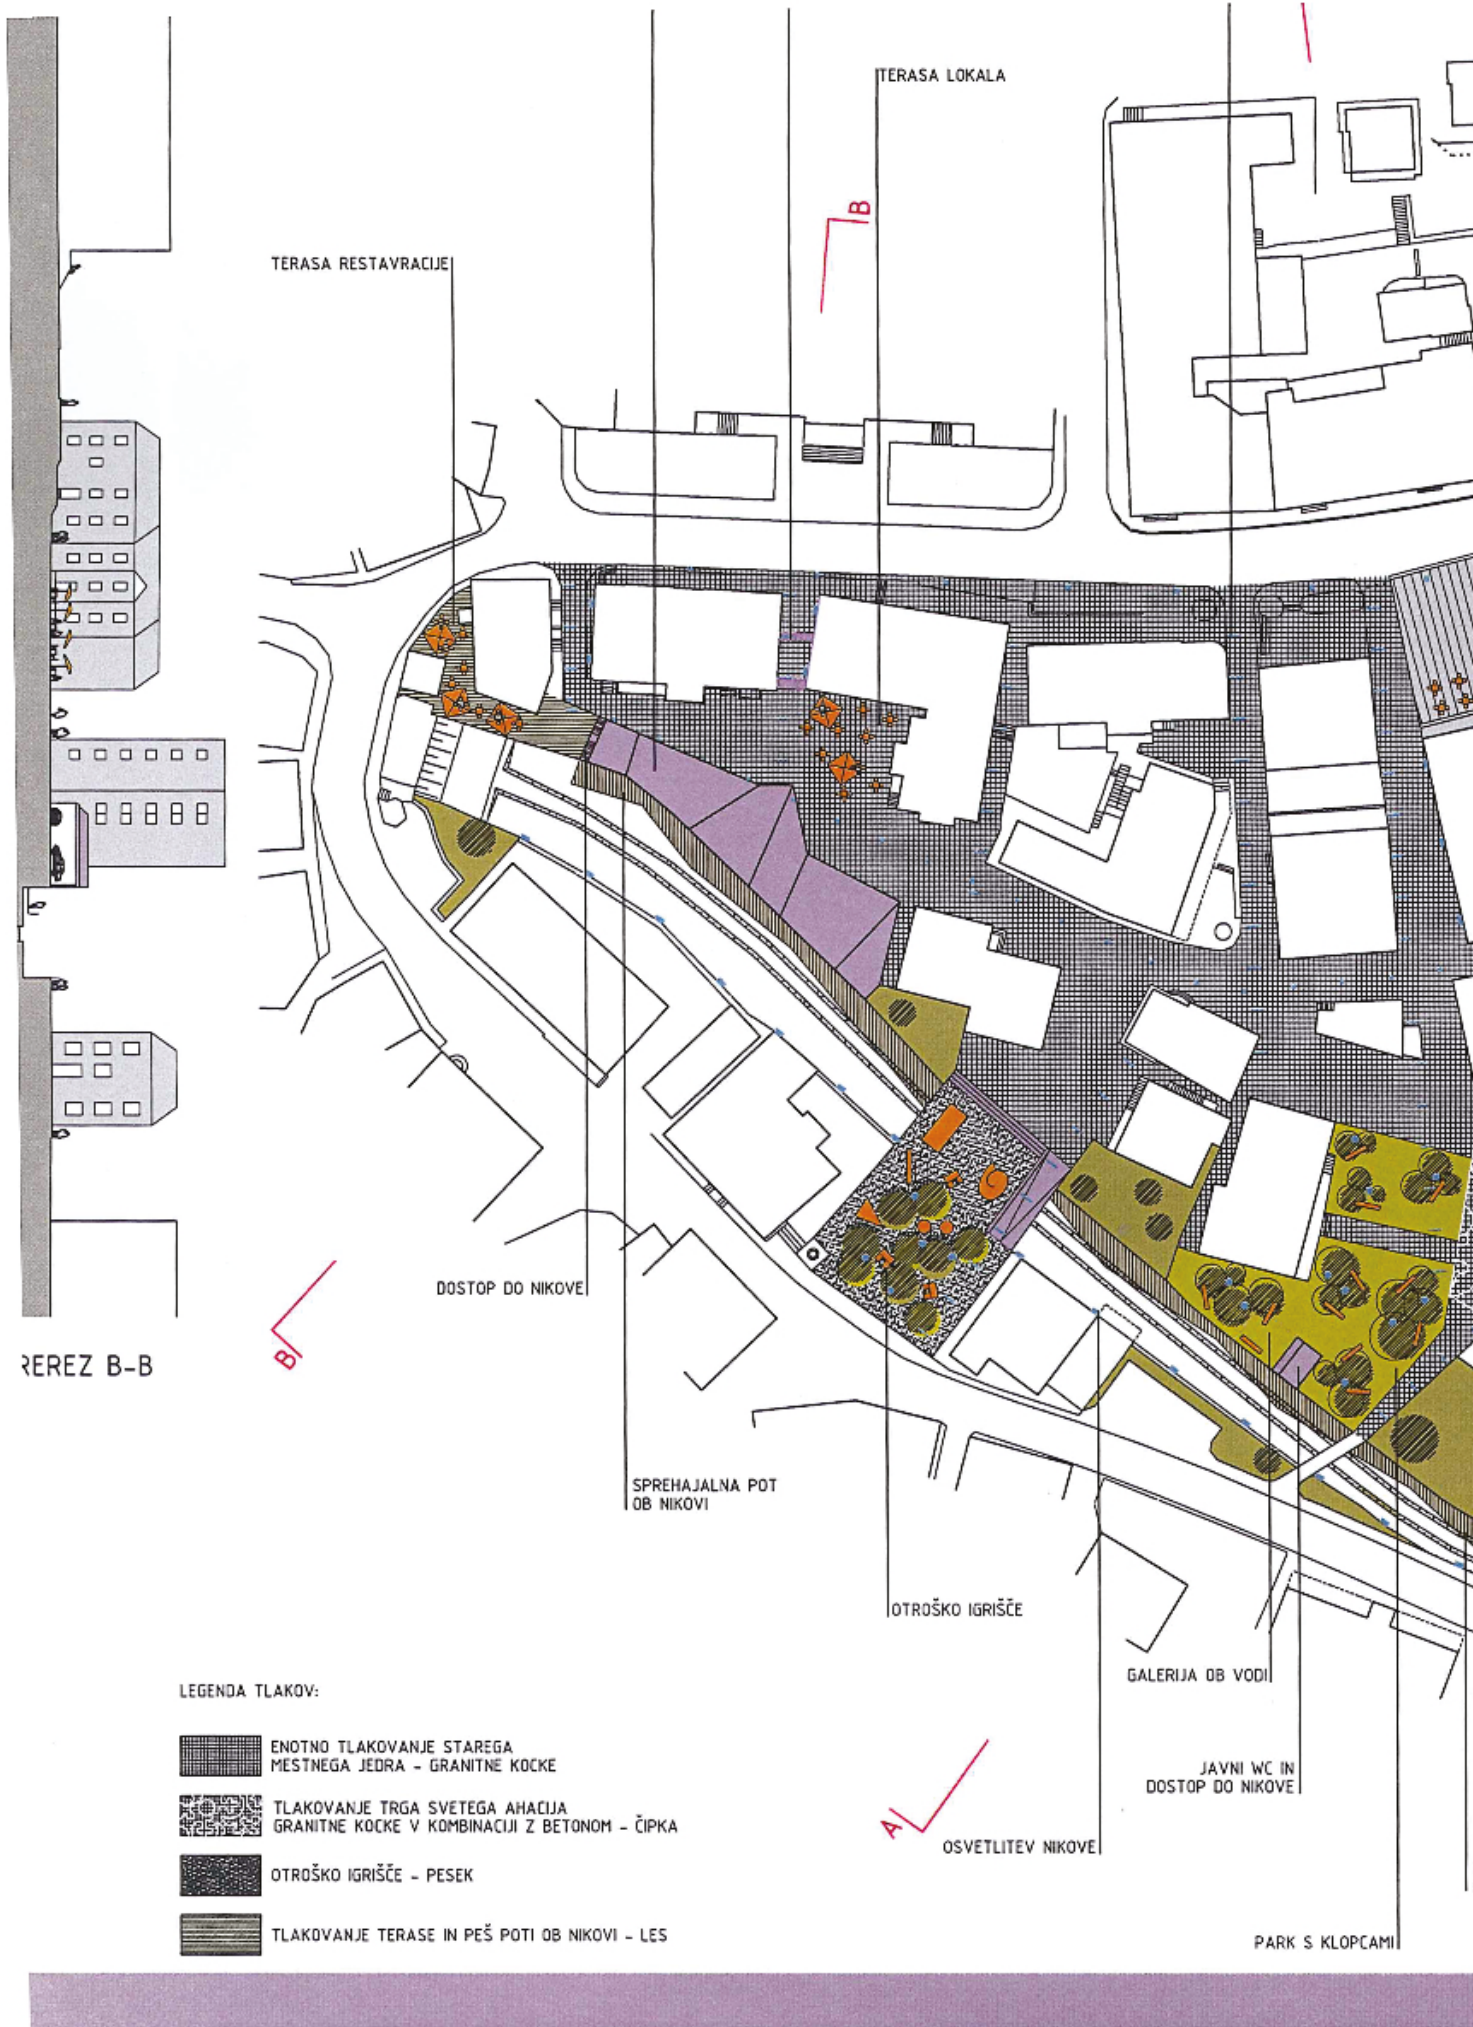 TERASA LOKALA
B
TERASA RESTAVRACIJE
DOSTOP DO NIKOVE
B
REREZ B-B
SPREHAJALNA POT
OB NIKOVI
OTROŠKO IGRIŠČE
GALERIJA OB VODI
JAVNI WC IN
DOSTOP DO NIKOVE
A
OSVETLITEV NIKOVE
PARK S KLOPCAMI
LEGENDA TLAKOV:
ENOTNO TLAKOVANJE STAREGA
MESTNEGA JEDRA - GRANITNE KOCKE
TLAKOVANJE TRGA SVETEGA AHACIJA
GRANITNE KOCKE V KOMBINACIJI Z BETONOM - ČIPKA
OTROŠKO IGRIŠČE - PESEK
TLAKOVANJE TERASE IN PEŠ POTI OB NIKOVI - LES